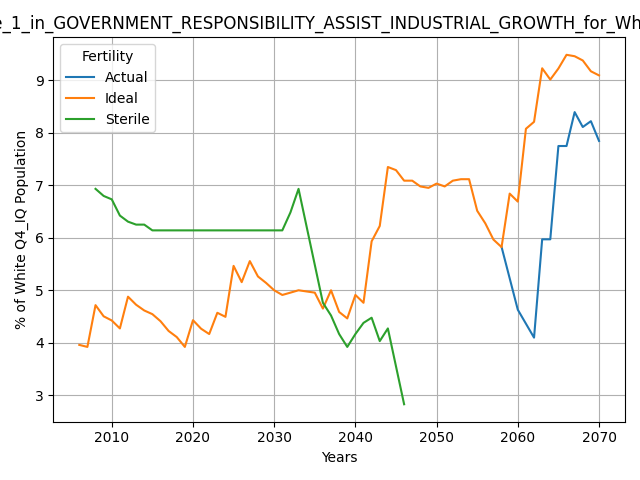 e_1_in_GOVERNMENT_RESPONSIBILITY_ASSIST_INDUSTRIAL_GROWTH_for_Wh
Fertility
Actual
Ideal
Sterile
% of White Q4_IQ Population
9
8
7
6
5
4
3
2010 2020 2030 2040 2050 2060 2070
Years